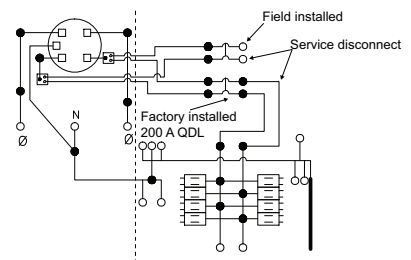 Field installed
Service disconnect
Factory installed
200 A QDL
N
Ø
Ø